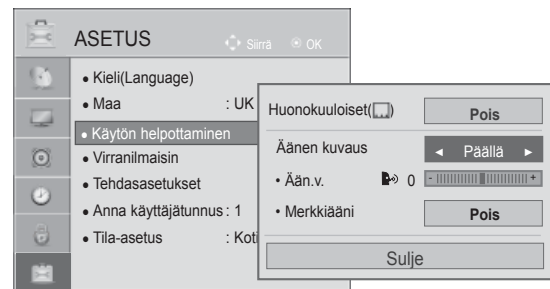 ASETUS
Siirrä
OK
• Kieli(Language)
• Maa : UK
• Käytön helpottaminen
• Virranilmaisin
• Tehdasasetukset
• Anna käyttäjätunnus : 1
• Tila-asetus : Koti
Huonokuuloiset( ) Pois
Äänen kuvaus ◄ Päällä ►
• Ään.v. 0 - +
• Merkkiääni Pois
Sulje